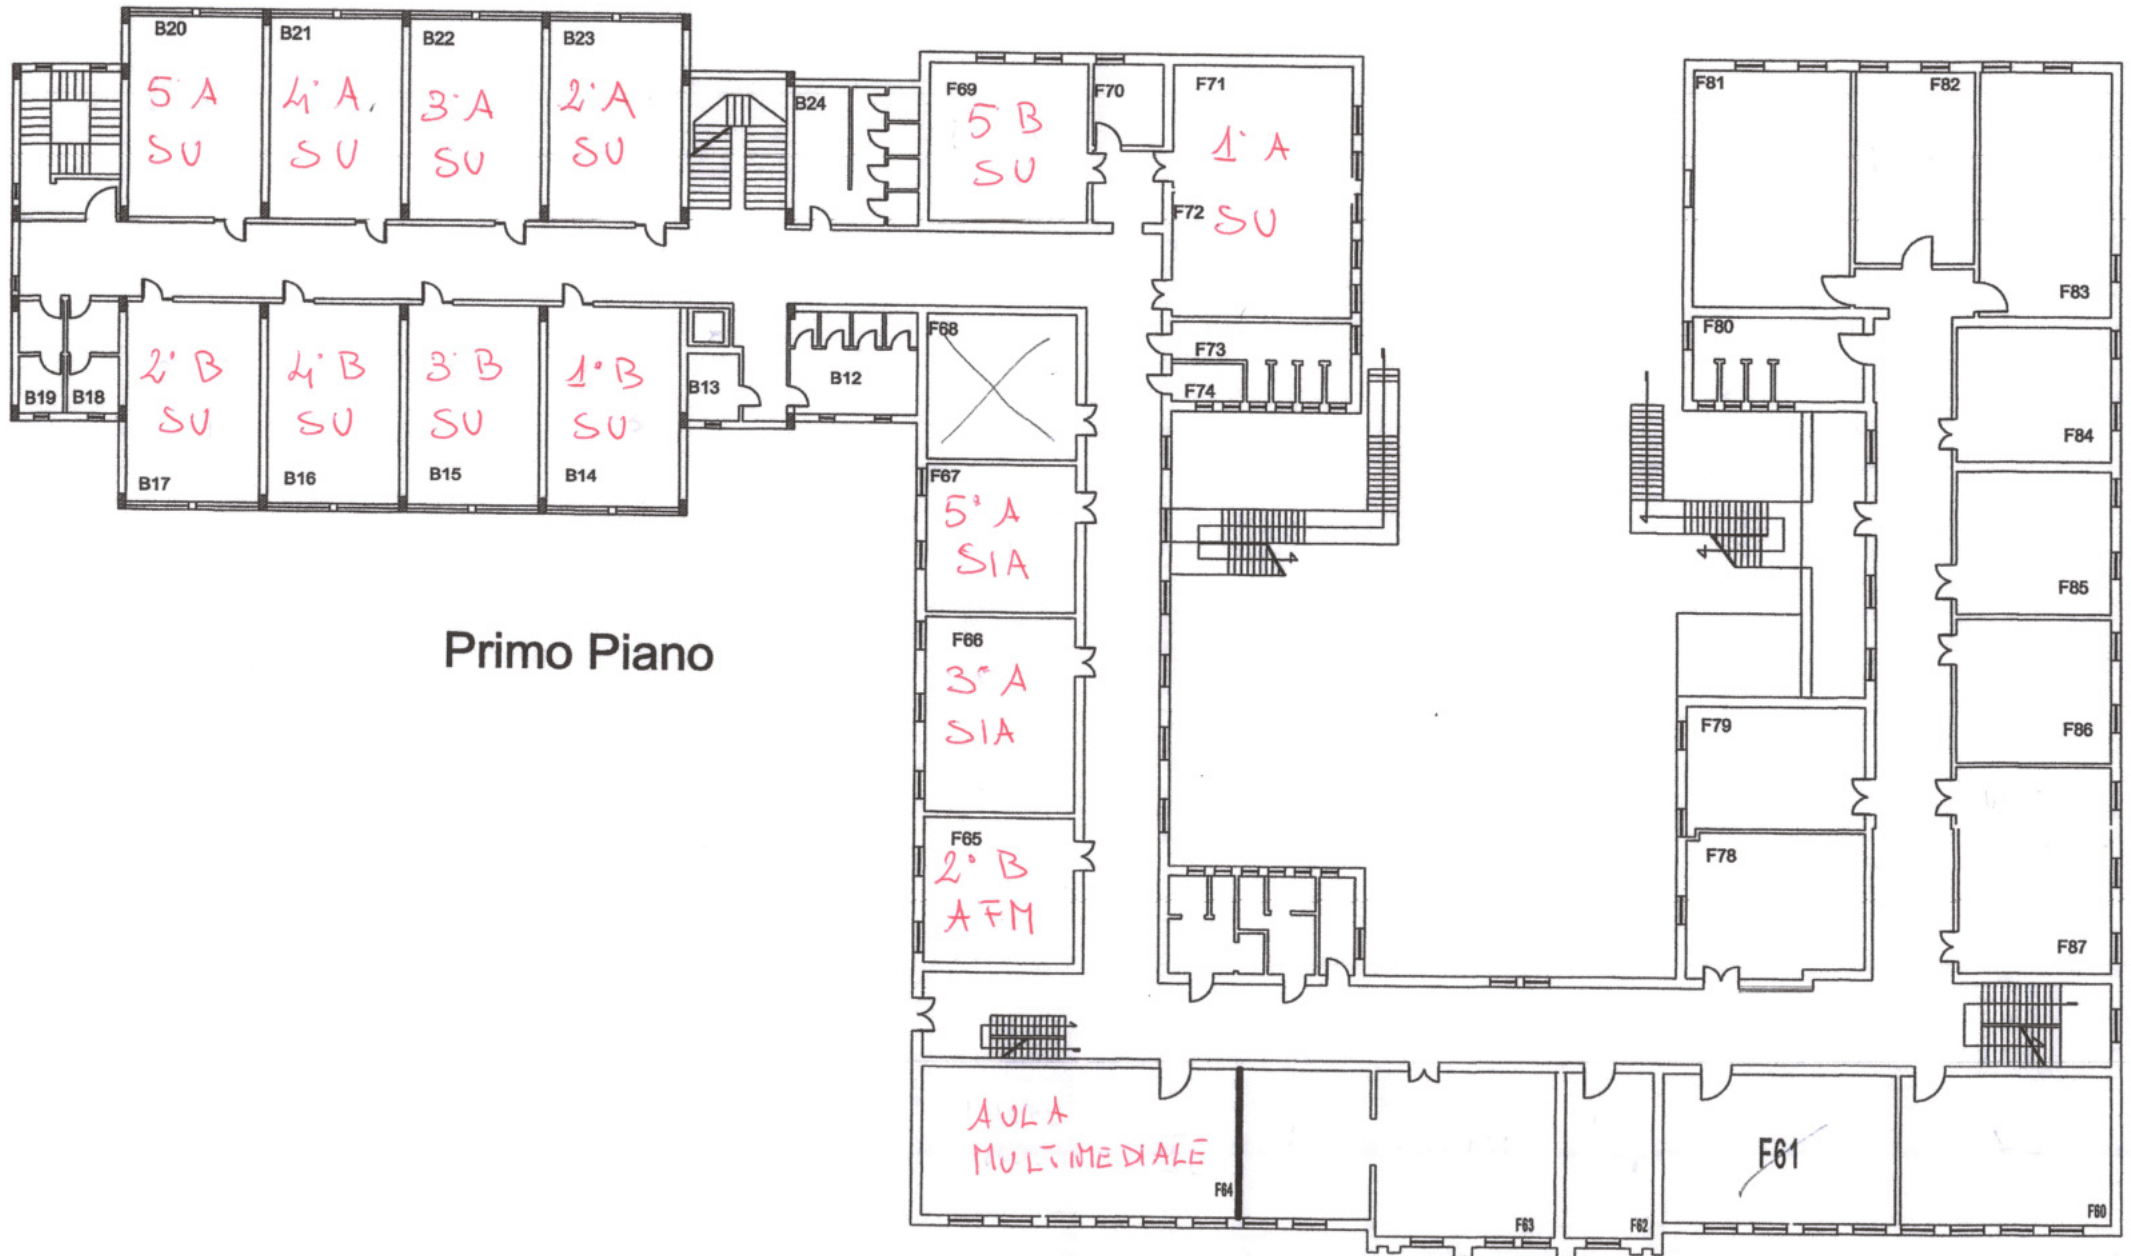 B20
5°A
SU
B21
4°A.
SU
B22
3°A
SU
B23
2°A
SU
B24
F69
5B
SU
F70
F71
1°A
F72
SU
F81
F82
F83
B19
B18
2°B
SU
B17
4°B
SU
B16
3°B
SU
B15
1°B
SU
B14
B13
B12
F68
F73
F74
F80
F84
F67
5°A
SIA
F85
Primo Piano
F66
3°A
SIA
F86
F79
F65
2°B
AFM
F78
F87
AULA
MULTIMEDIALE
F64
F63
F62
F61
F60